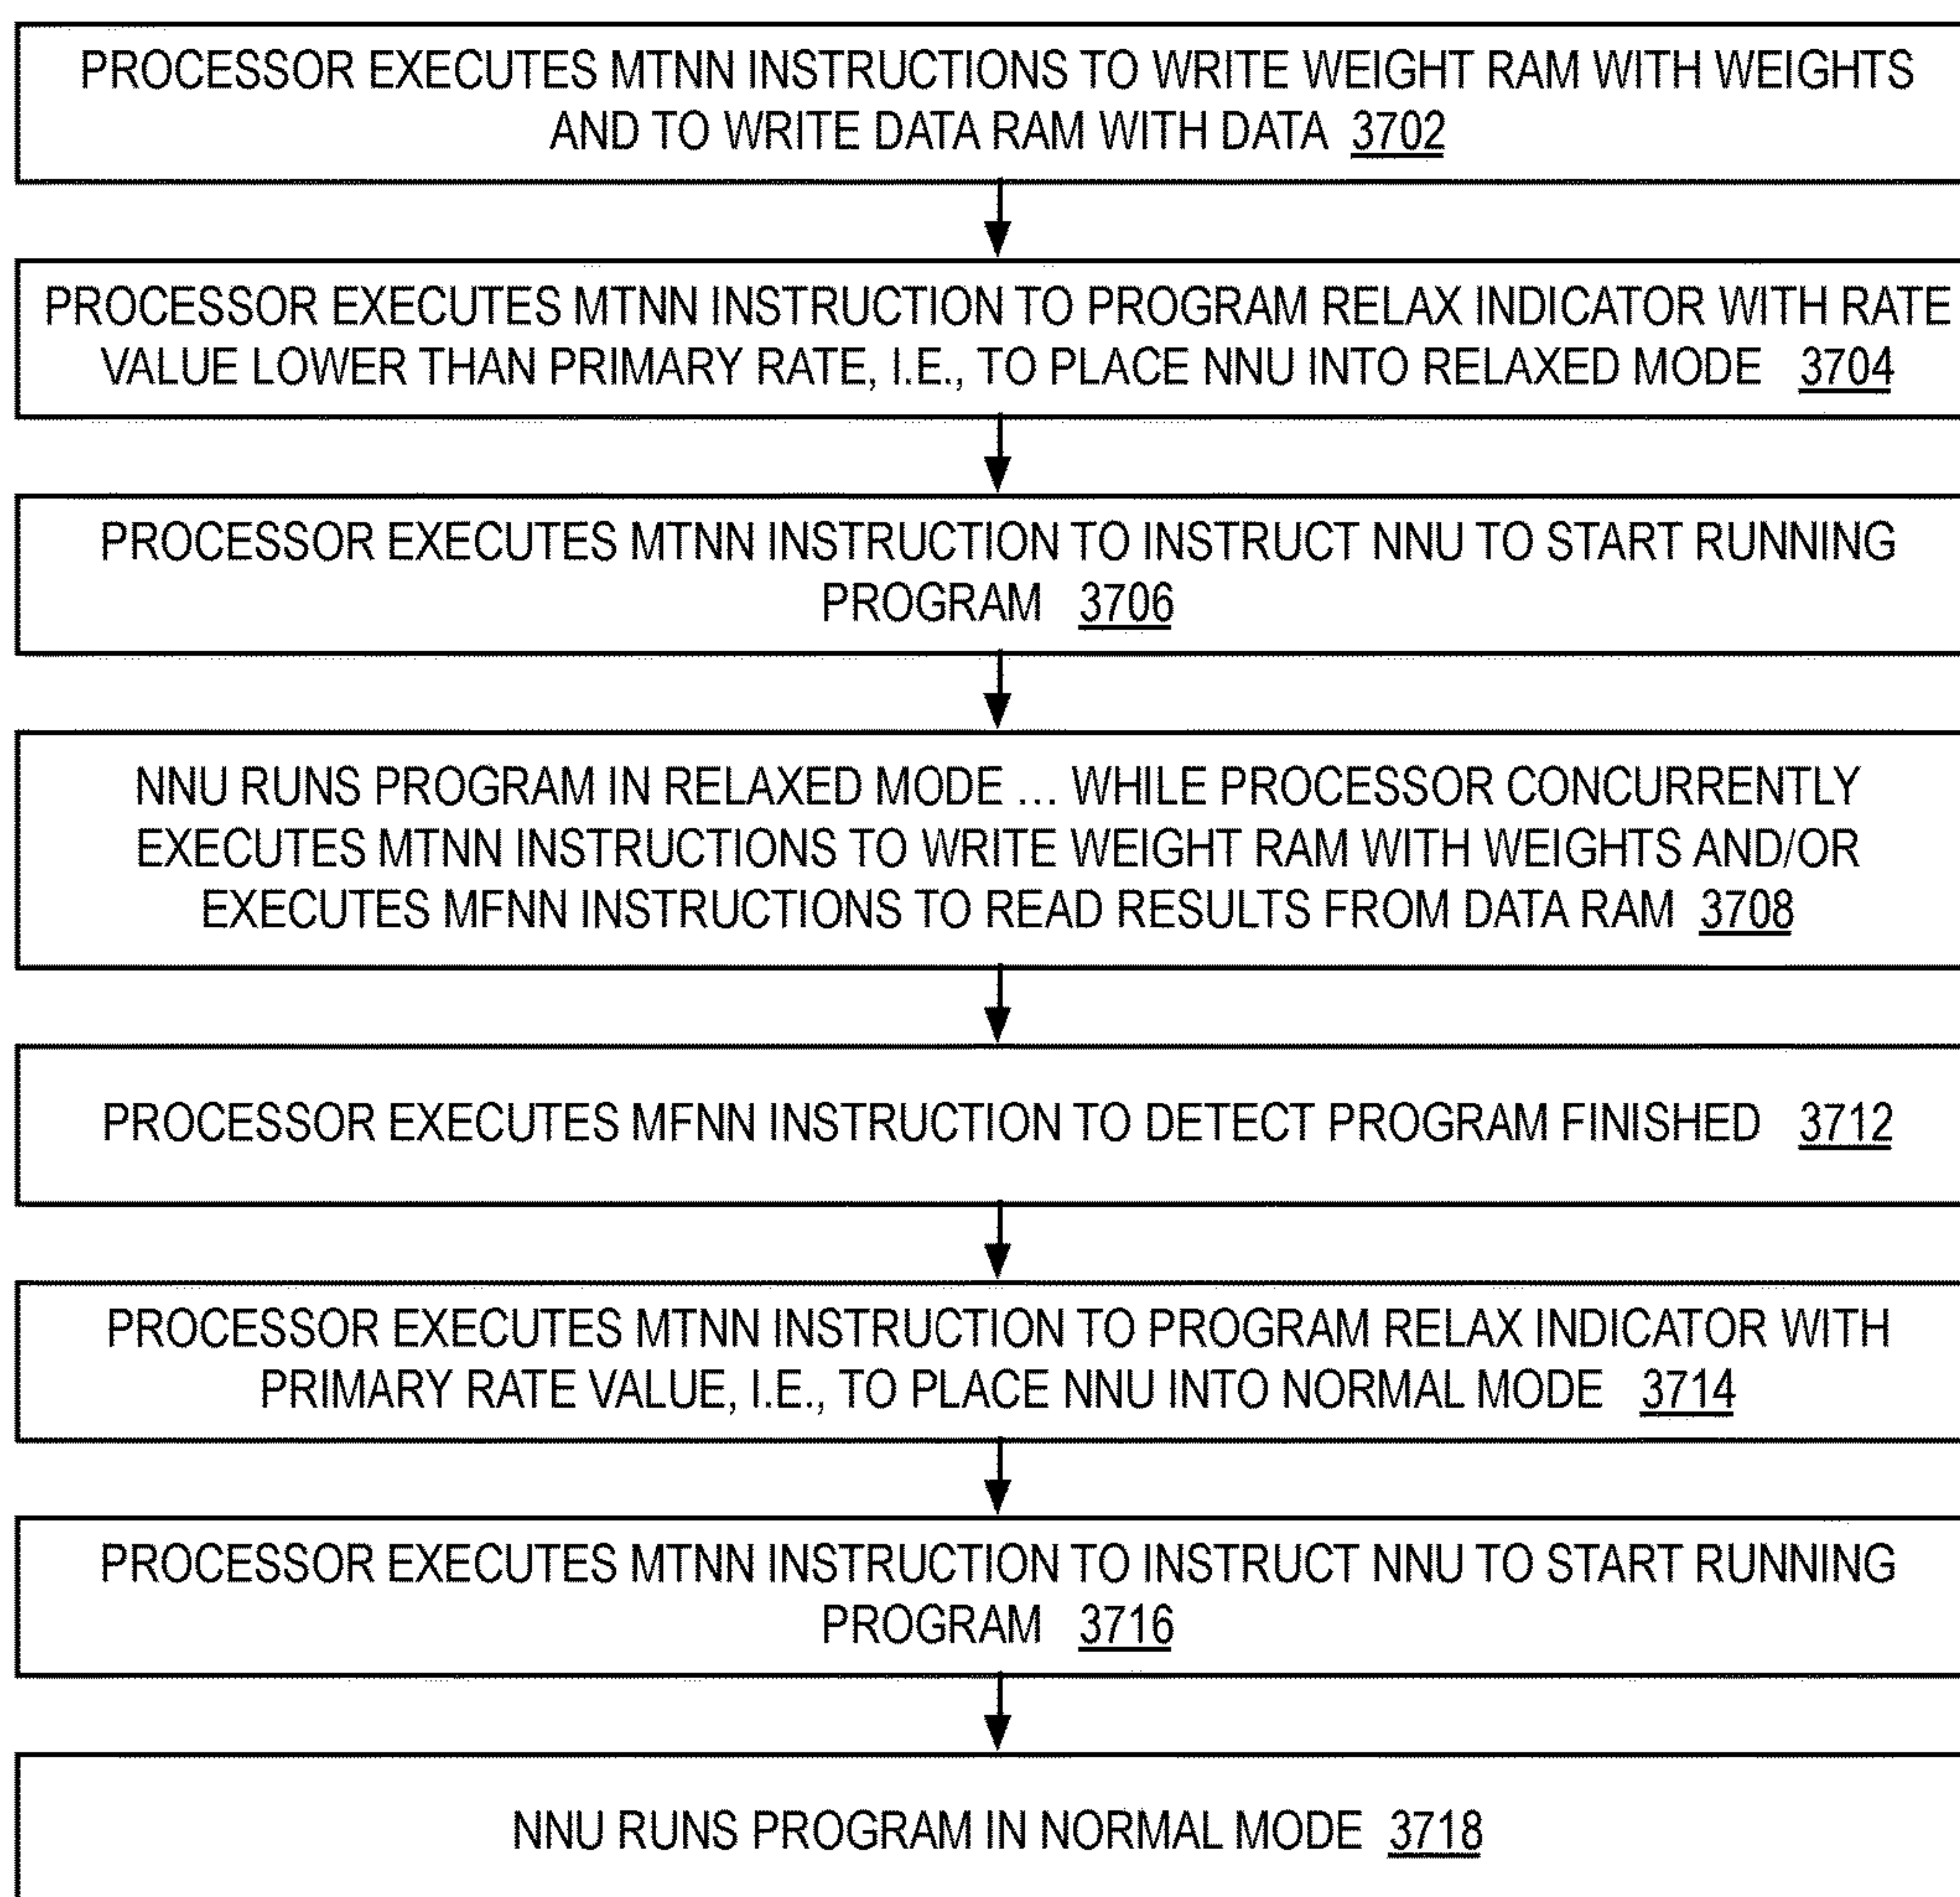 PROCESSOR EXECUTES MTNN INSTRUCTIONS TO WRITE WEIGHT RAM WITH WEIGHTS
AND TO WRITE DATA RAM WITH DATA 3702
PROCESSOR EXECUTES MTNN INSTRUCTION TO PROGRAM RELAX INDICATOR WITH RATE
VALUE LOWER THAN PRIMARY RATE, I.E., TO PLACE NNU INTO RELAXED MODE 3704
PROCESSOR EXECUTES MTNN INSTRUCTION TO INSTRUCT NNU TO START RUNNING
PROGRAM 3706
NNU RUNS PROGRAM IN RELAXED MODE ... WHILE PROCESSOR CONCURRENTLY
EXECUTES MTNN INSTRUCTIONS TO WRITE WEIGHT RAM WITH WEIGHTS AND/OR
EXECUTES MFNN INSTRUCTIONS TO READ RESULTS FROM DATA RAM 3708
PROCESSOR EXECUTES MFNN INSTRUCTION TO DETECT PROGRAM FINISHED 3712
PROCESSOR EXECUTES MTNN INSTRUCTION TO PROGRAM RELAX INDICATOR WITH
PRIMARY RATE VALUE, I.E., TO PLACE NNU INTO NORMAL MODE 3714
PROCESSOR EXECUTES MTNN INSTRUCTION TO INSTRUCT NNU TO START RUNNING
PROGRAM 3716
NNU RUNS PROGRAM IN NORMAL MODE 3718